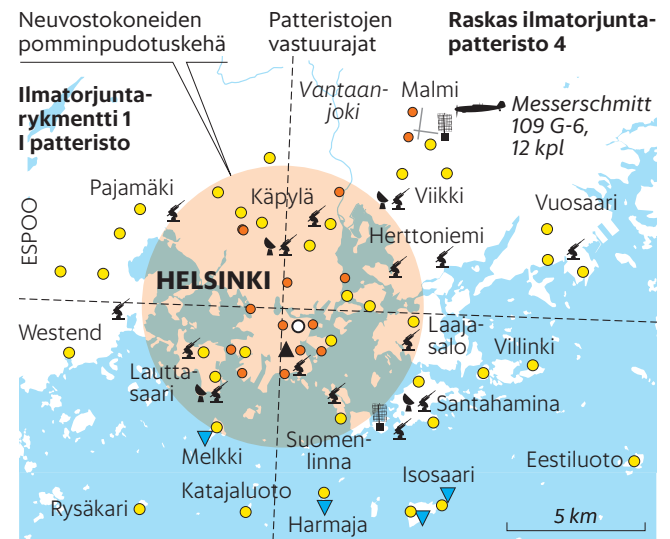 Neuvostokoneiden
pomminpudotuskehä
Patteristojen
vastuurajat
Raskas ilmatorjunta-
patteristo 4
Ilmatorjunta-
rykmentti 1
I patteristo
Vantaan-
joki
Malmi
Messerschmitt
109 G-6,
12 kpl
Pajamäki
Käpylä
Viikki
Vuosaari
ESPOO
Herttoniemi
HELSINKI
Westend
Laaja-
salo
Villinki
Lautta-
saari
Santahamina
Suomen-
linna
Melkki
Eestiluoto
Isosaari
Katajaluoto
Rysäkari
Harmaja
5 km